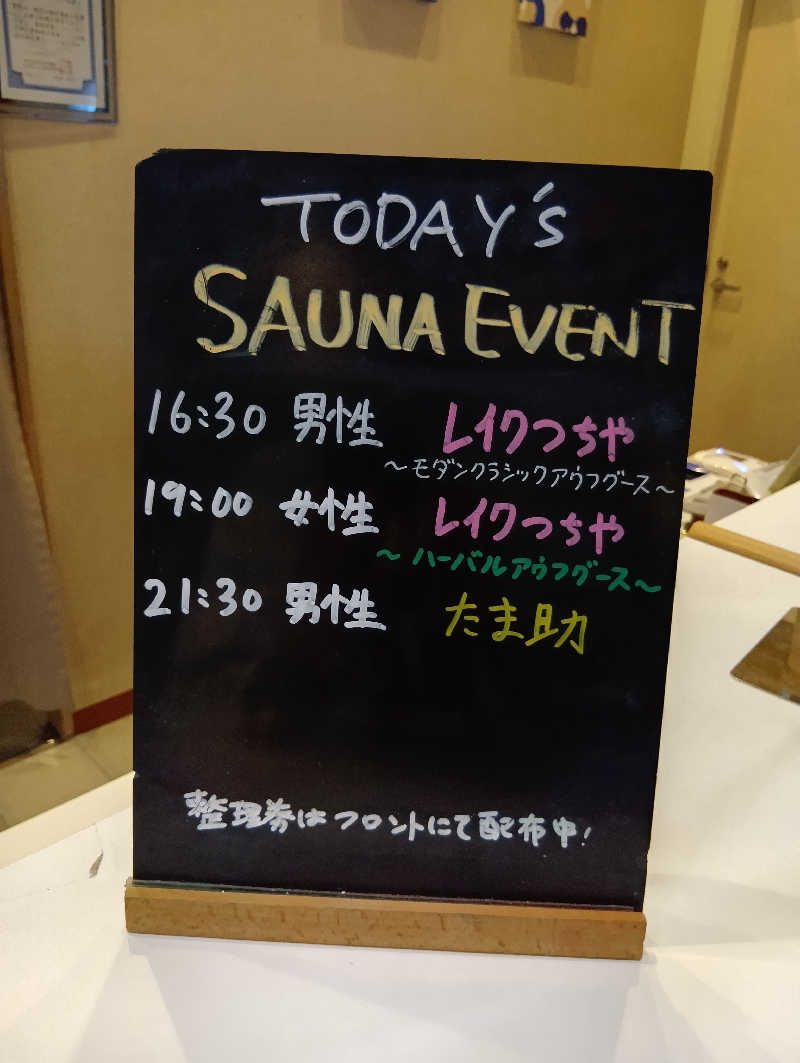 TODAY's
SAUNA EVENT
16:30 男性 レイクつちや
～モダンクラシックアウフグース～
19:00 女性 レイクつちや
～ハーバルアウフグース～
21:30 男性 たま助
整理券はフロントにて配布中!